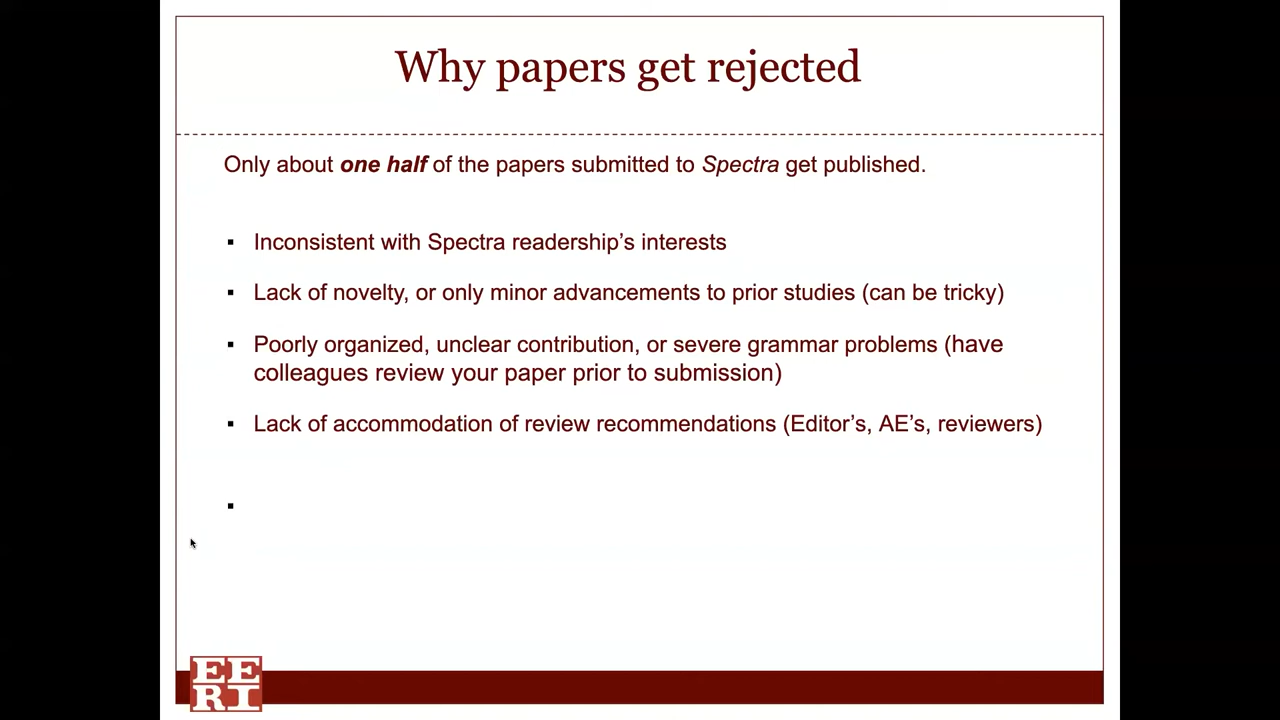 Why papers get rejected
Only about one half of the papers submitted to Spectra get published.
▪ Inconsistent with Spectra readership's interests
▪ Lack of novelty, or only minor advancements to prior studies (can be tricky)
▪ Poorly organized, unclear contribution, or severe grammar problems (have
colleagues review your paper prior to submission)
▪ Lack of accommodation of review recommendations (Editor's, AE's, reviewers)
▪
EE
RI